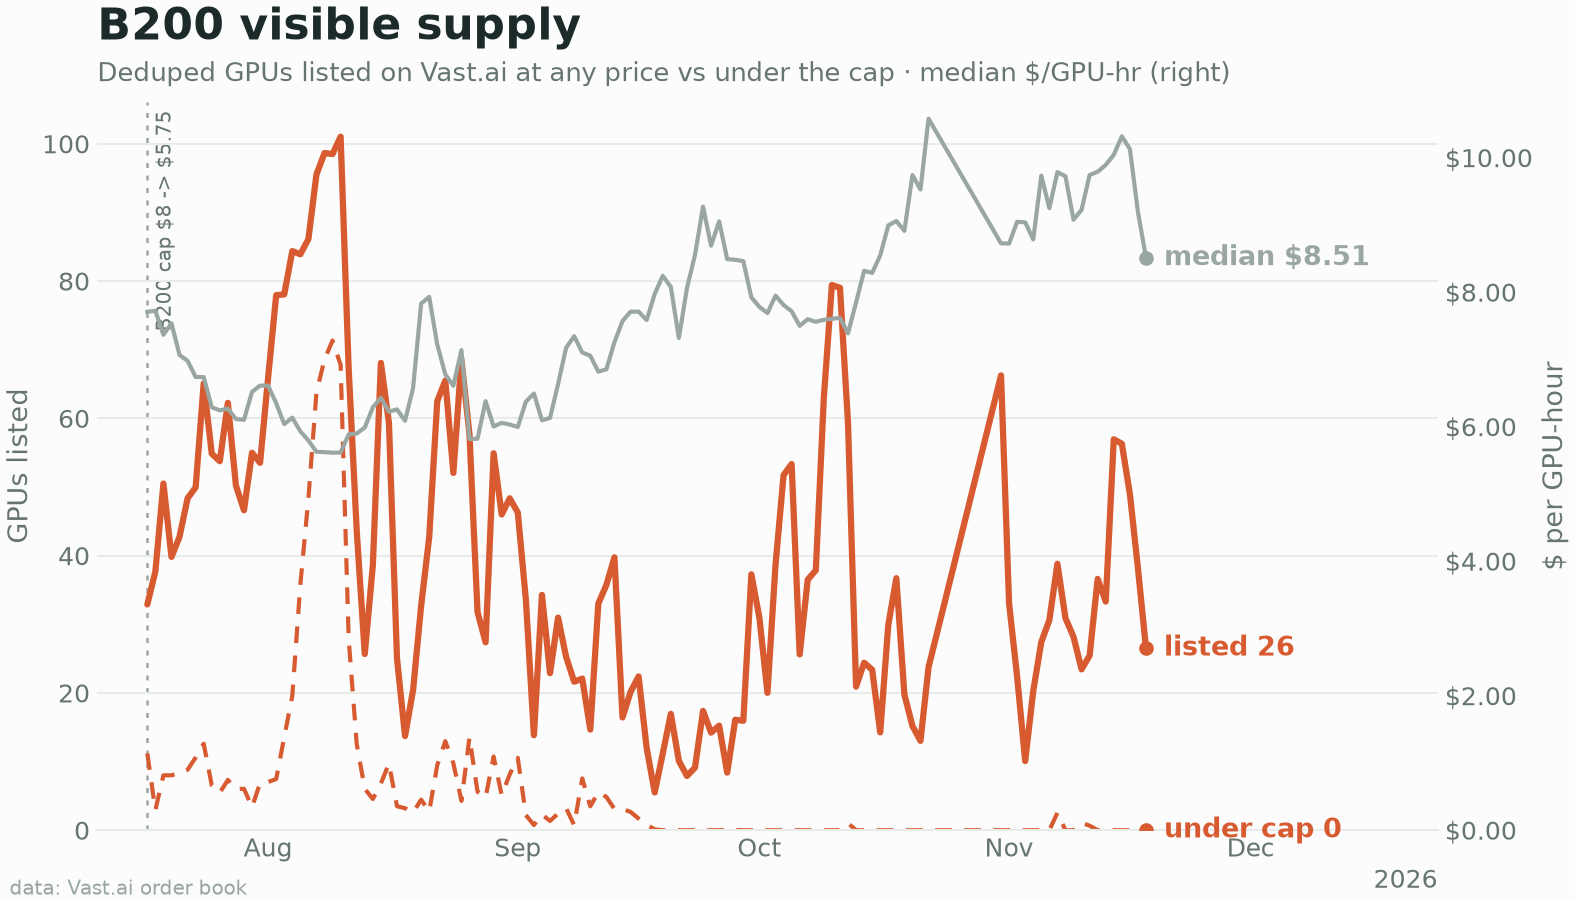 B200 visible supply
Deduped GPUs listed on Vast.ai at any price vs under the cap · median $/GPU-hr (right)
B200 cap $8 -> $5.75
GPUs listed
100
80
60
40
20
0
$10.00
$8.00
$6.00
$4.00
$2.00
$0.00
$ per GPU-hour
median $8.51
listed 26
under cap 0
Aug Sep Oct Nov Dec
2026
data: Vast.ai order book